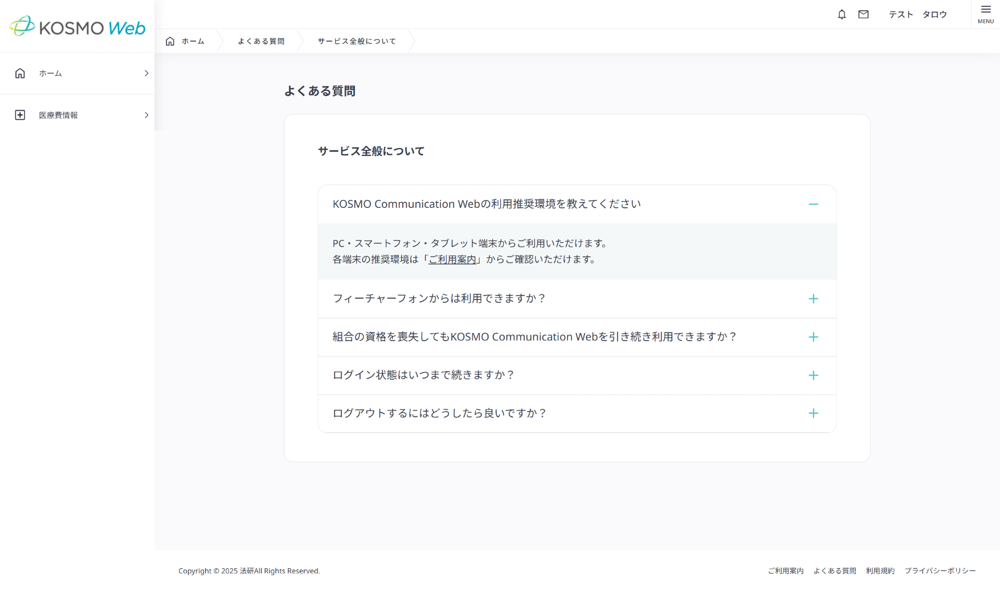 KOSMO Web
テスト　タロウ
MENU
ホーム
よくある質問
サービス全般について
ホーム
医療費情報
よくある質問
サービス全般について
KOSMO Communication Webの利用推奨環境を教えてください
PC・スマートフォン・タブレット端末からご利用いただけます。
各端末の推奨環境は「ご利用案内」からご確認いただけます。
フィーチャーフォンからは利用できますか？
組合の資格を喪失してもKOSMO Communication Webを引き続き利用できますか？
ログイン状態はいつまで続きますか？
ログアウトするにはどうしたら良いですか？
Copyright © 2025 法研All Rights Reserved.
ご利用案内　よくある質問　利用規約　プライバシーポリシー